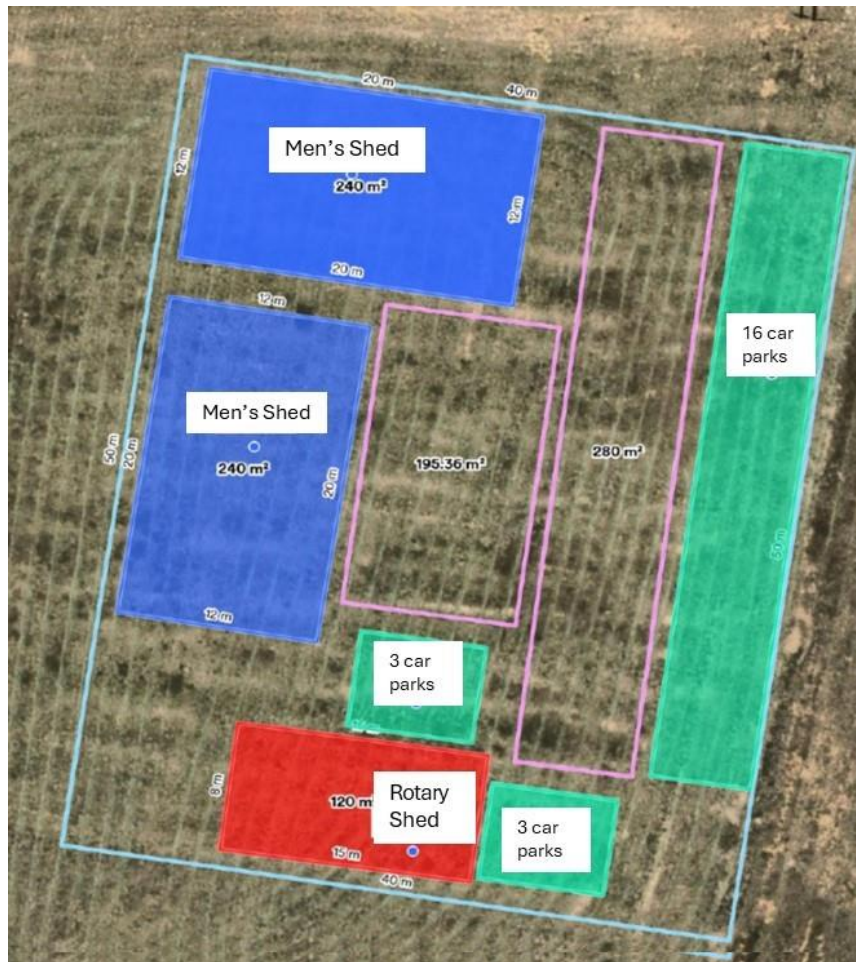 20 m
40 m
Men's Shed
12 m
240 m²
12 m
20 m
12 m
16 car
parks
Men's Shed
50 m
20 m
240 m²
20 m
195.36 m²
280 m²
12 m
3 car
parks
8 m
120 m
Rotary
Shed
15 m
3 car
parks
40 m